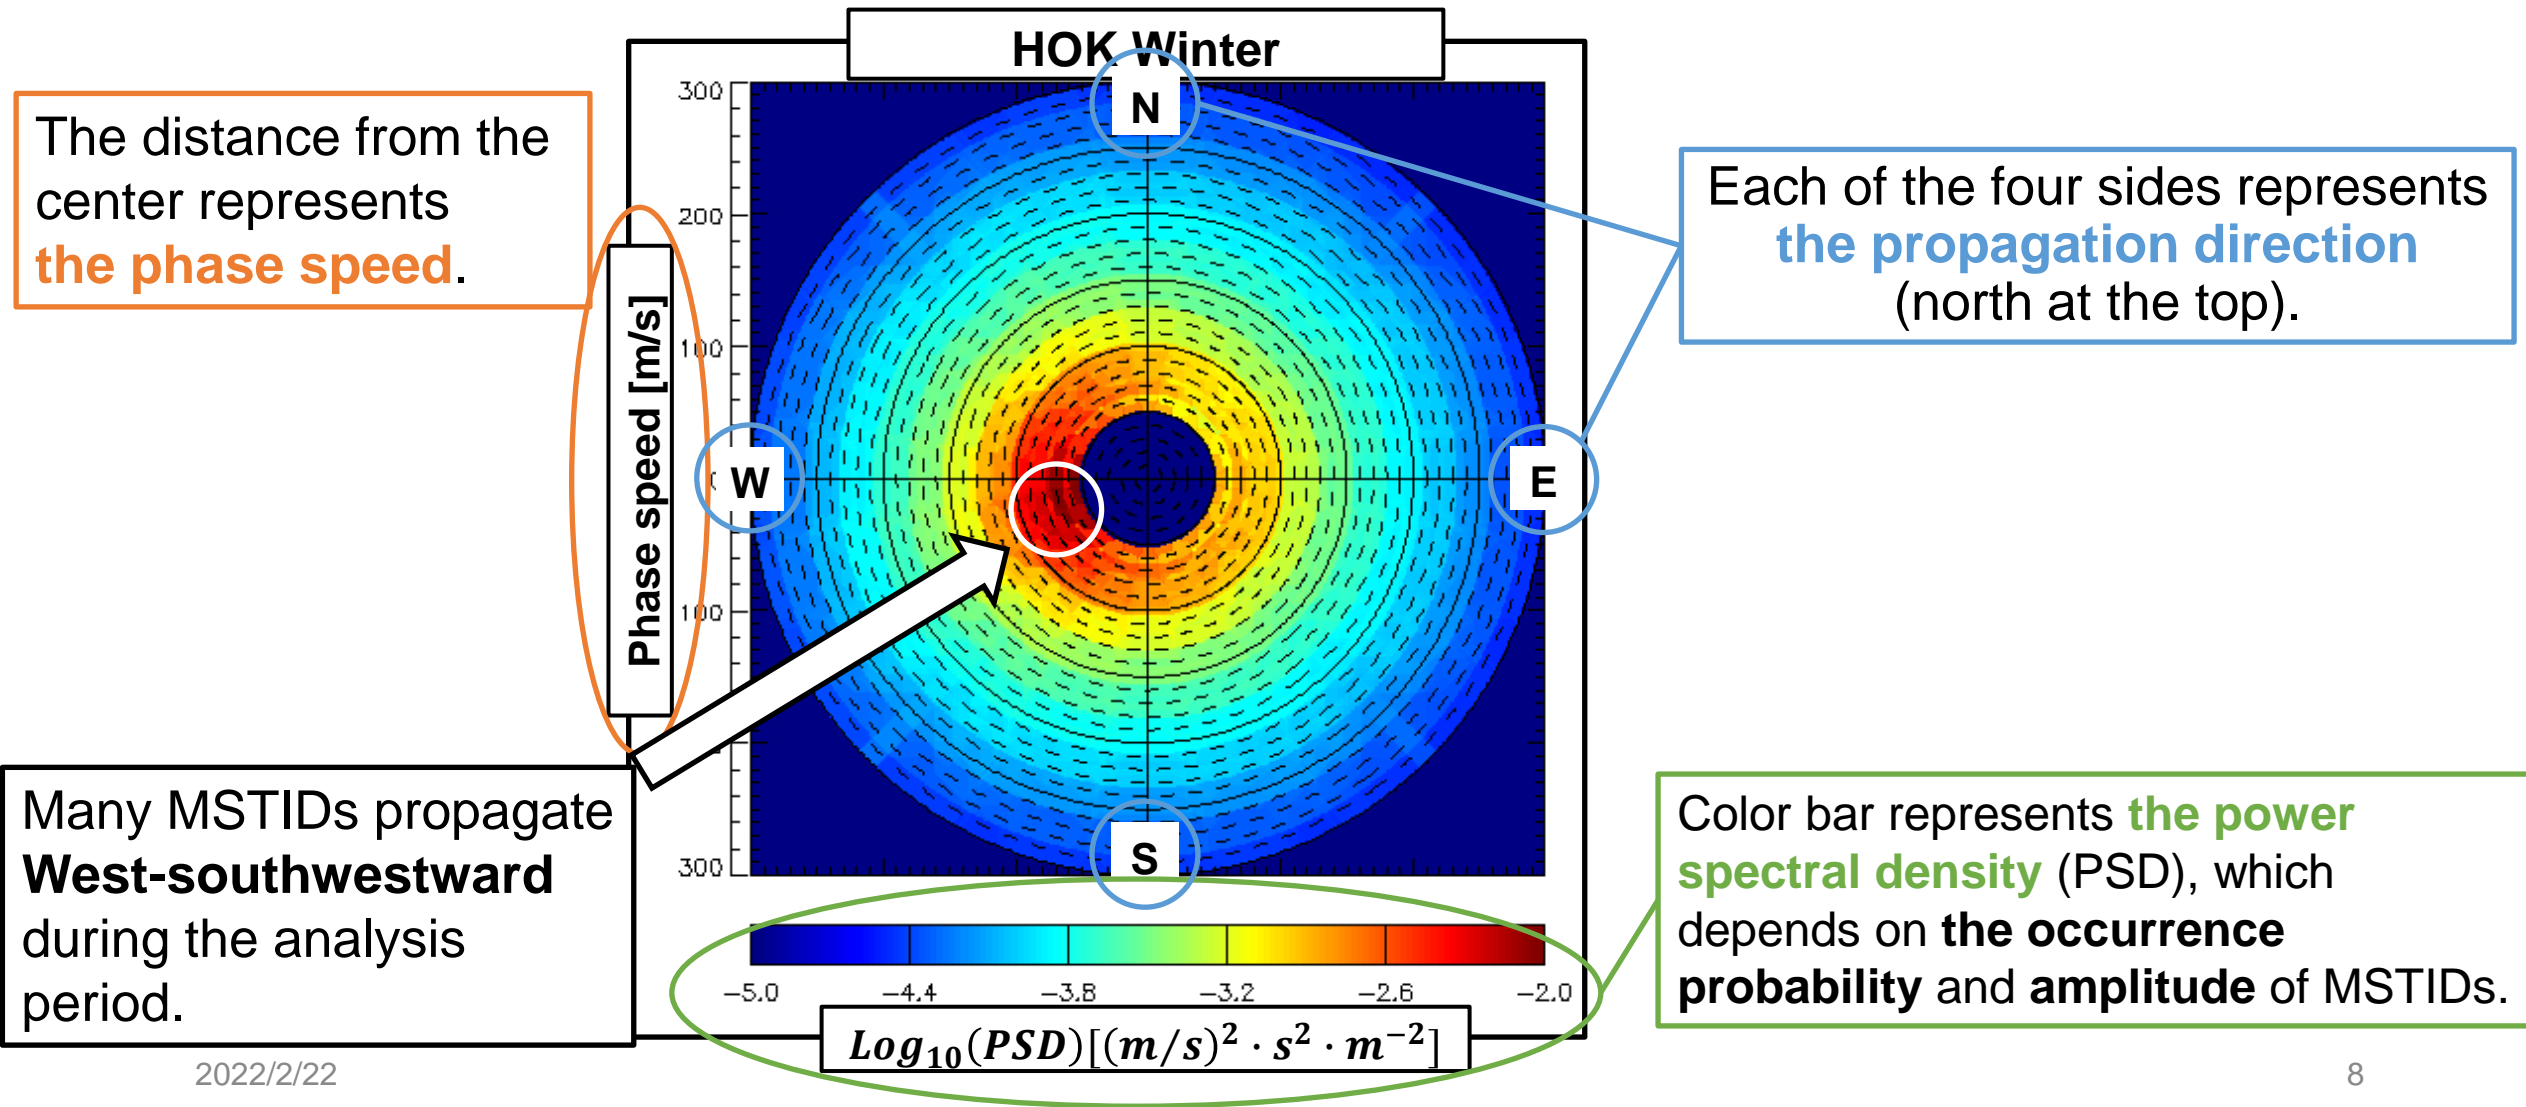 HOK Winter
The distance from the
center represents
the phase speed.
Each of the four sides represents
the propagation direction
(north at the top).
Phase speed [m/s]
300
200
100
100
300
N
W
E
S
Many MSTIDs propagate
West-southwestward
during the analysis
period.
Color bar represents the power
spectral density (PSD), which
depends on the occurrence
probability and amplitude of MSTIDs.
−5.0 −4.4 −3.8 −3.2 −2.6 −2.0
Log₁₀(PSD)[(m/s)² · s² · m⁻²]
2022/2/22
8